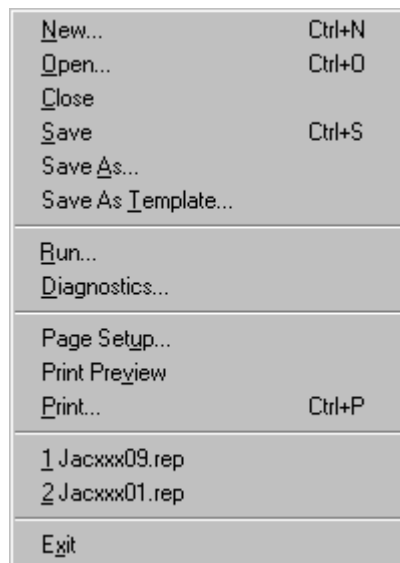 New... Ctrl+N
Open... Ctrl+O
Close
Save Ctrl+S
Save As...
Save As Template...
Run...
Diagnostics...
Page Setup...
Print Preview
Print... Ctrl+P
1 Jacxxx09.rep
2 Jacxxx01.rep
Exit